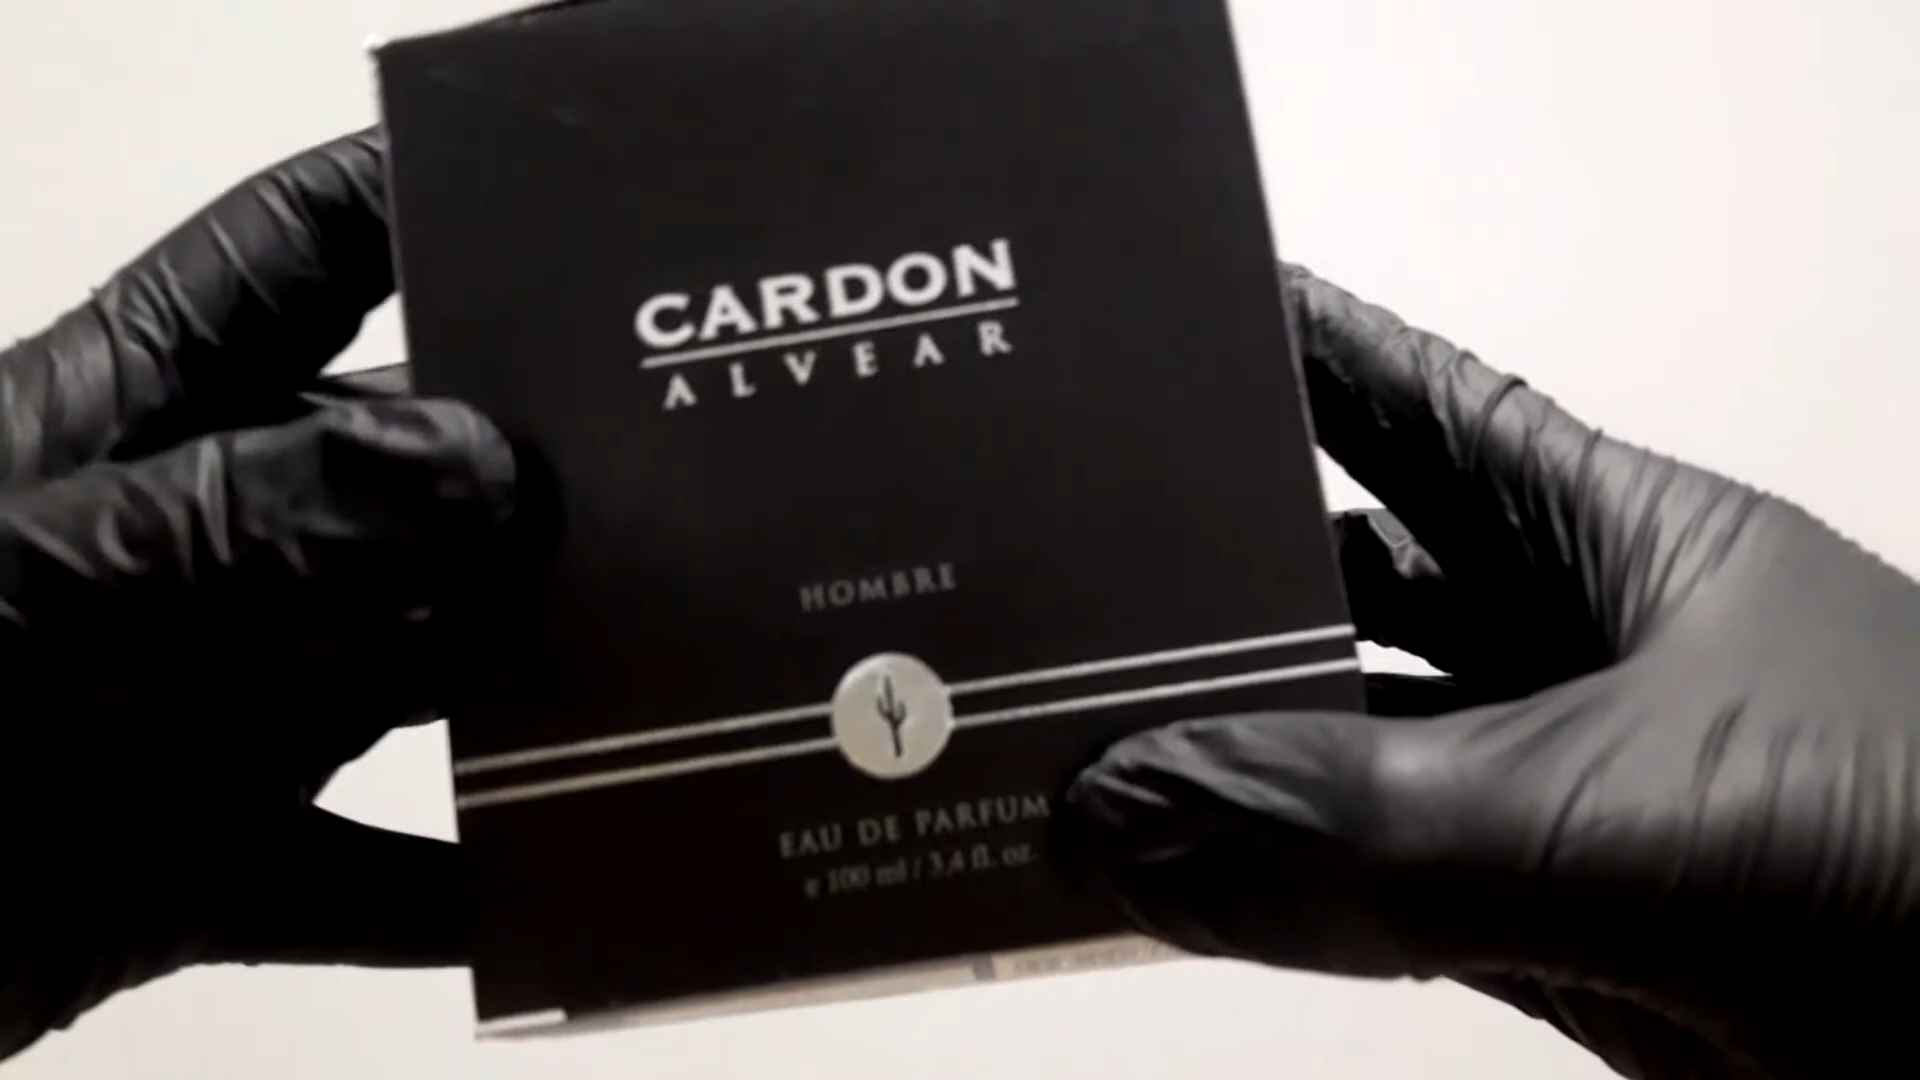 CARDON
ALVEAR
HOMBRE
EAU DE PARFUM
e 100 ml / 3,4 fl. oz.